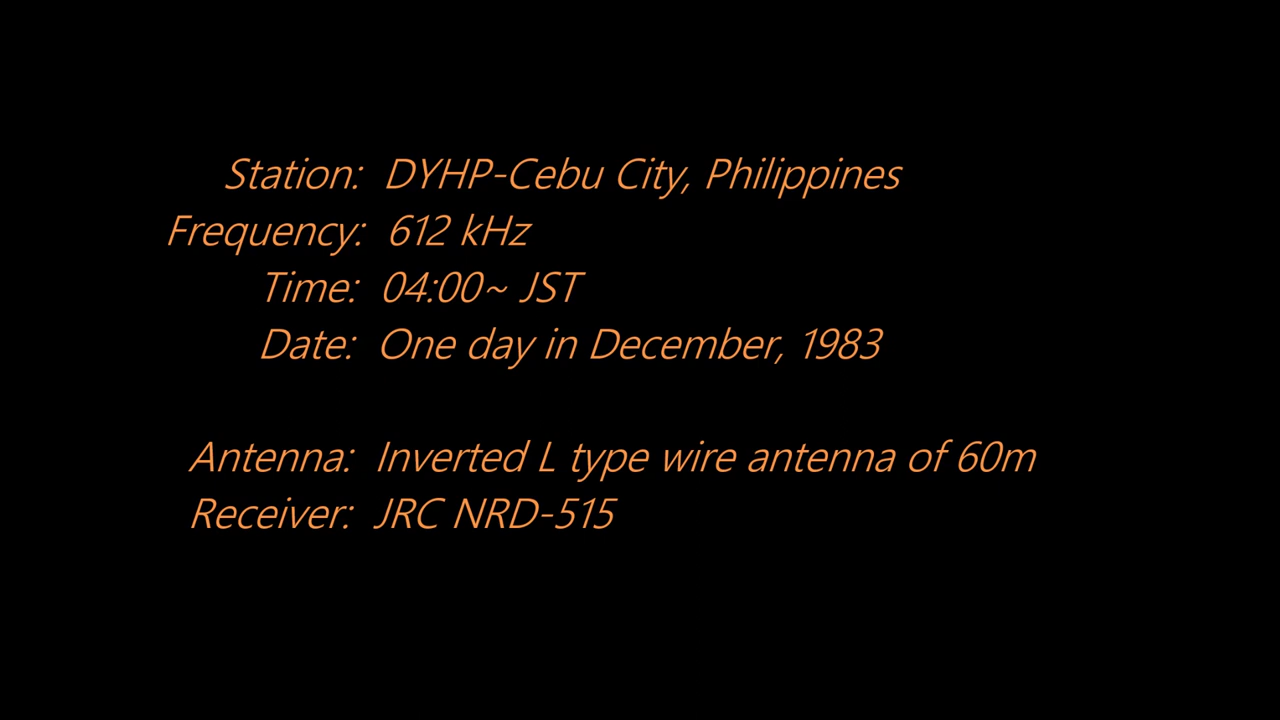 Station: DYHP-Cebu City, Philippines
Frequency: 612 kHz
Time: 04:00~ JST
Date: One day in December, 1983
Antenna: Inverted L type wire antenna of 60m
Receiver: JRC NRD-515